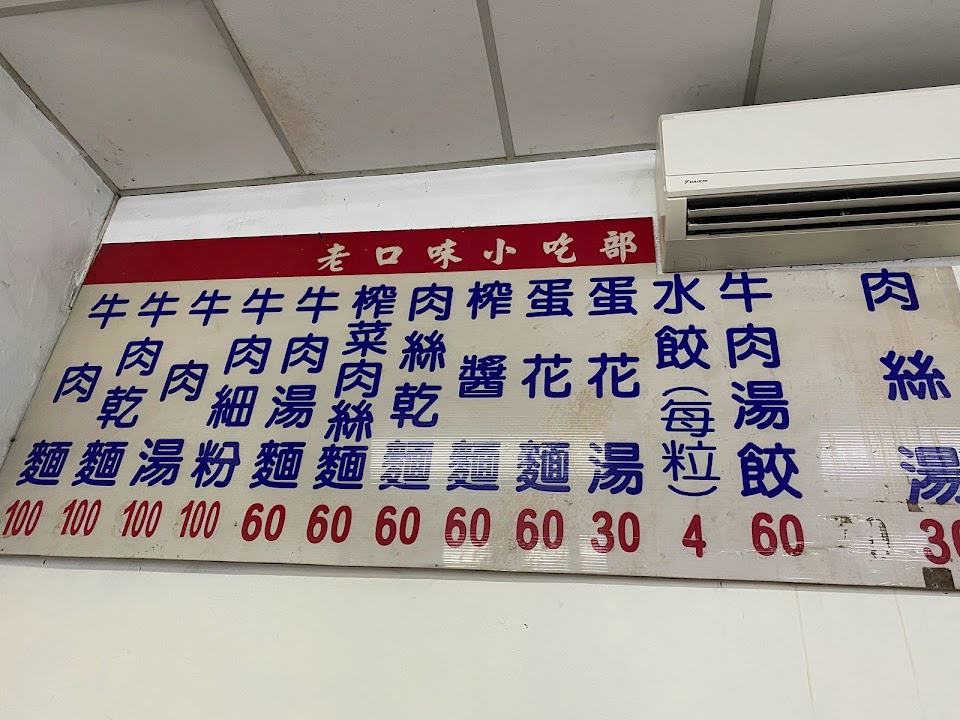 DAIKIN
老口味小吃部
牛肉麵 100
牛肉乾麵 100
牛肉湯 100
牛肉細粉 100
牛肉湯麵 60
榨菜肉絲麵 60
肉絲乾麵 60
榨醬麵 60
蛋花麵 60
蛋花湯 30
水餃(每粒) 4
牛肉湯餃 60
肉絲湯 30